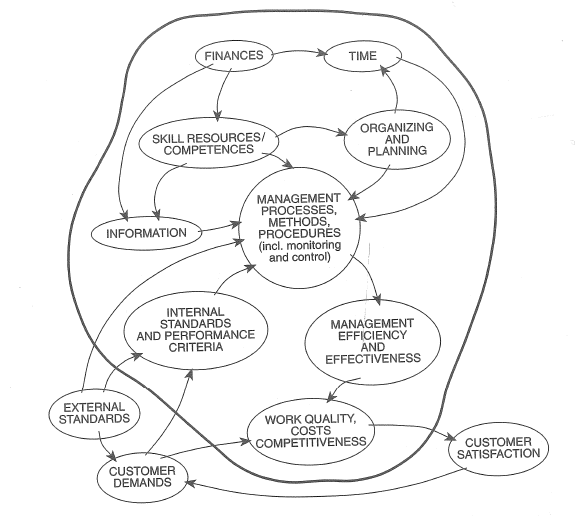 FINANCES
TIME
SKILL RESOURCES/
COMPETENCES
ORGANIZING
AND
PLANNING
MANAGEMENT
PROCESSES,
METHODS,
PROCEDURES
(incl. monitoring
and control)
INFORMATION
INTERNAL
STANDARDS
AND PERFORMANCE
CRITERIA
MANAGEMENT
EFFICIENCY
AND
EFFECTIVENESS
EXTERNAL
STANDARDS
WORK QUALITY,
COSTS
COMPETITIVENESS
CUSTOMER
SATISFACTION
CUSTOMER
DEMANDS